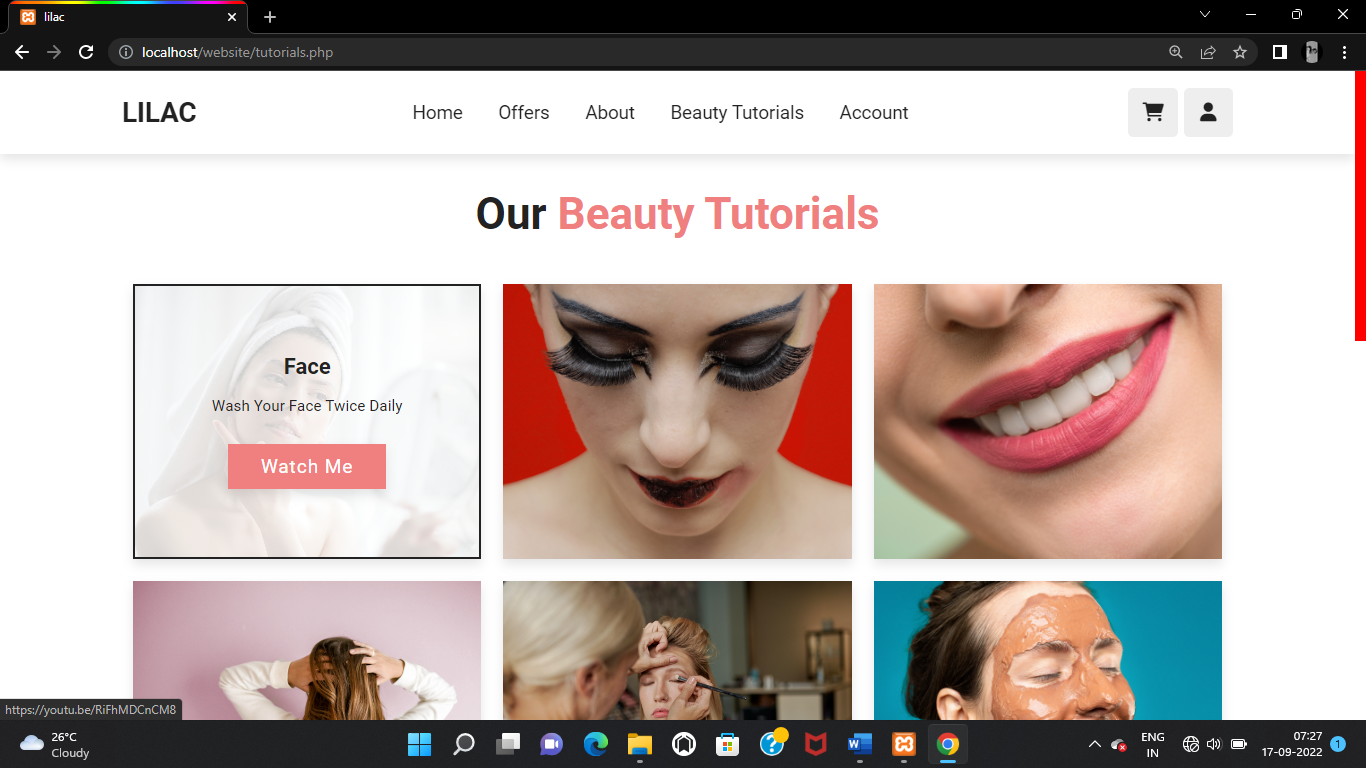 lilac
localhost/website/tutorials.php
LILAC
Home Offers About Beauty Tutorials Account
Our Beauty Tutorials
Face
Wash Your Face Twice Daily
Watch Me
https://youtu.be/RiFhMDCnCM8
26°C
Cloudy
ENG
IN
07:27
17-09-2022
1